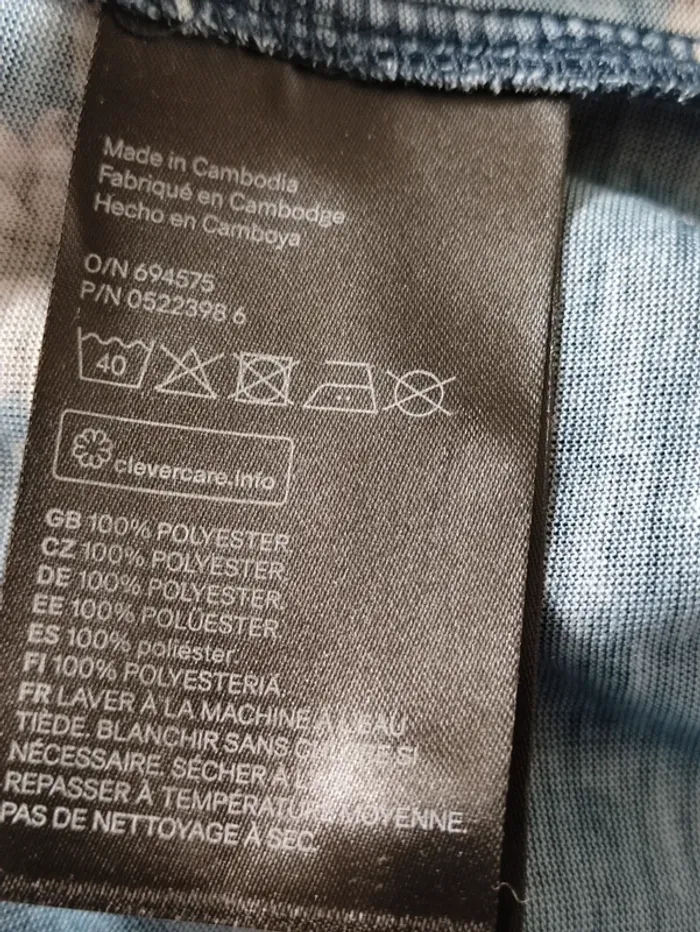 Made in Cambodia
Fabriqué en Cambodge
Hecho en Camboya
O/N 694575
P/N 0522398 6
40
clevercare.info
GB 100% POLYESTER.
CZ 100% POLYESTER.
DE 100% POLYESTER.
EE 100% POLÜESTER.
ES 100% poliester.
FI 100% POLYESTERIA.
FR LAVER À LA MACHINE À L'EAU
TIÈDE. BLANCHIR SANS SI
NÉCESSAIRE. SÉCHER À
REPASSER À TEMPÉRATURE MOYENNE.
PAS DE NETTOYAGE À SEC.